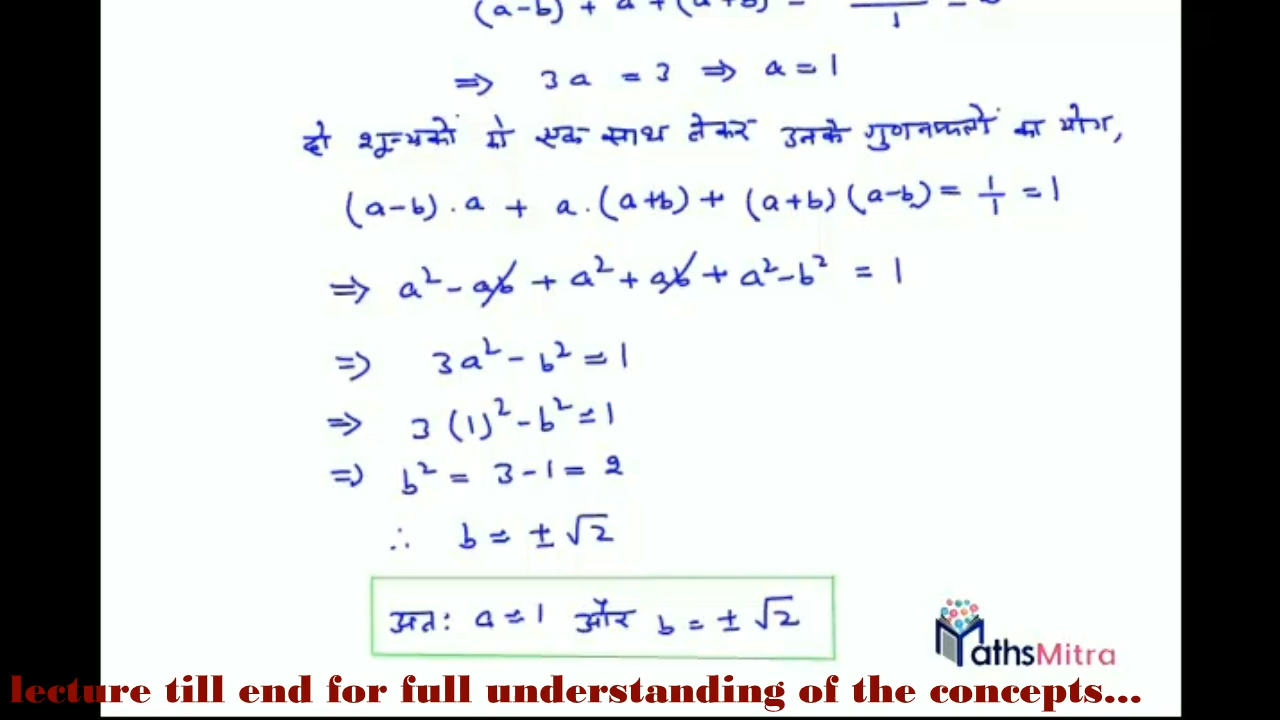 (a-b) + a + (a+b) =
1
⇒ 3a = 3 ⇒ a = 1
दो शून्यकों को एक साथ लेकर उनके गुणनफलों का योग,
(a-b).a + a.(a+b) + (a+b)(a-b) = 1/1 = 1
⇒ a² - ab + a² + ab + a² - b² = 1
⇒ 3a² - b² = 1
⇒ 3(1)² - b² = 1
⇒ b² = 3 - 1 = 2
∴ b = ± √2
अतः a = 1 और b = ± √2
MathsMitra
lecture till end for full understanding of the concepts...